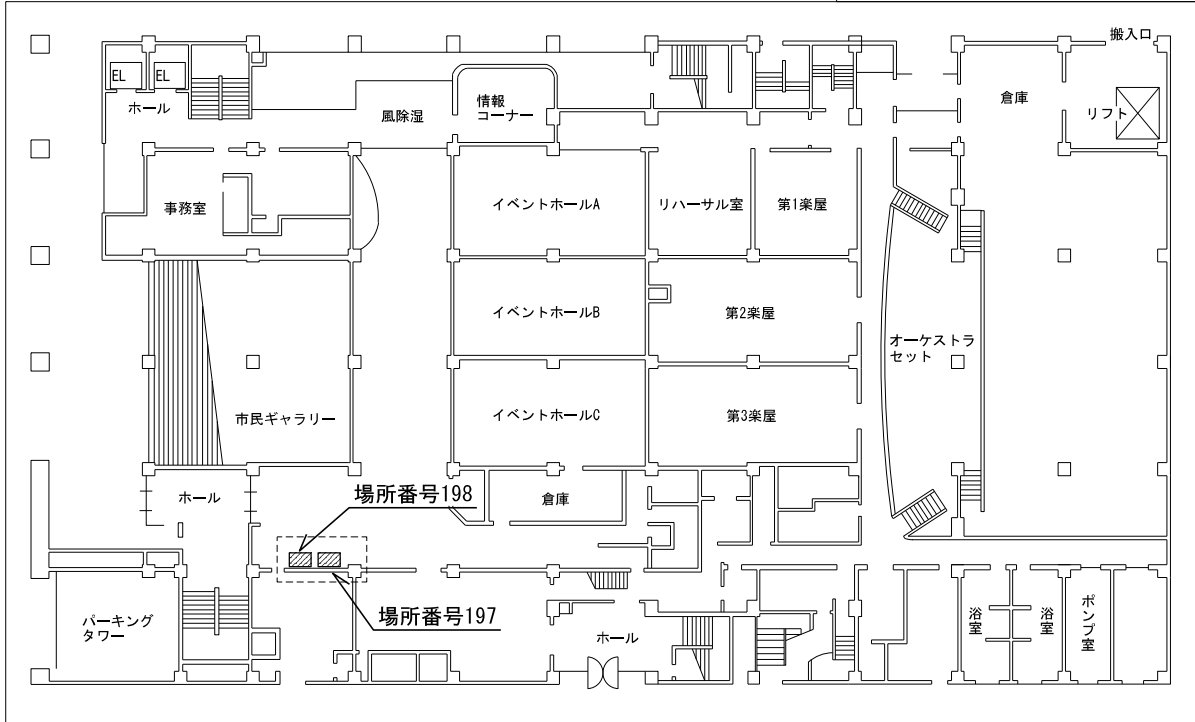 搬入口
EL
EL
ホール
風除湿
情報
コーナー
倉庫
リフト
事務室
イベントホールA
リハーサル室
第1楽屋
イベントホールB
第2楽屋
オーケストラ
セット
市民ギャラリー
イベントホールC
第3楽屋
ホール
場所番号198
倉庫
パーキング
タワー
場所番号197
ホール
浴室
浴室
ポンプ室